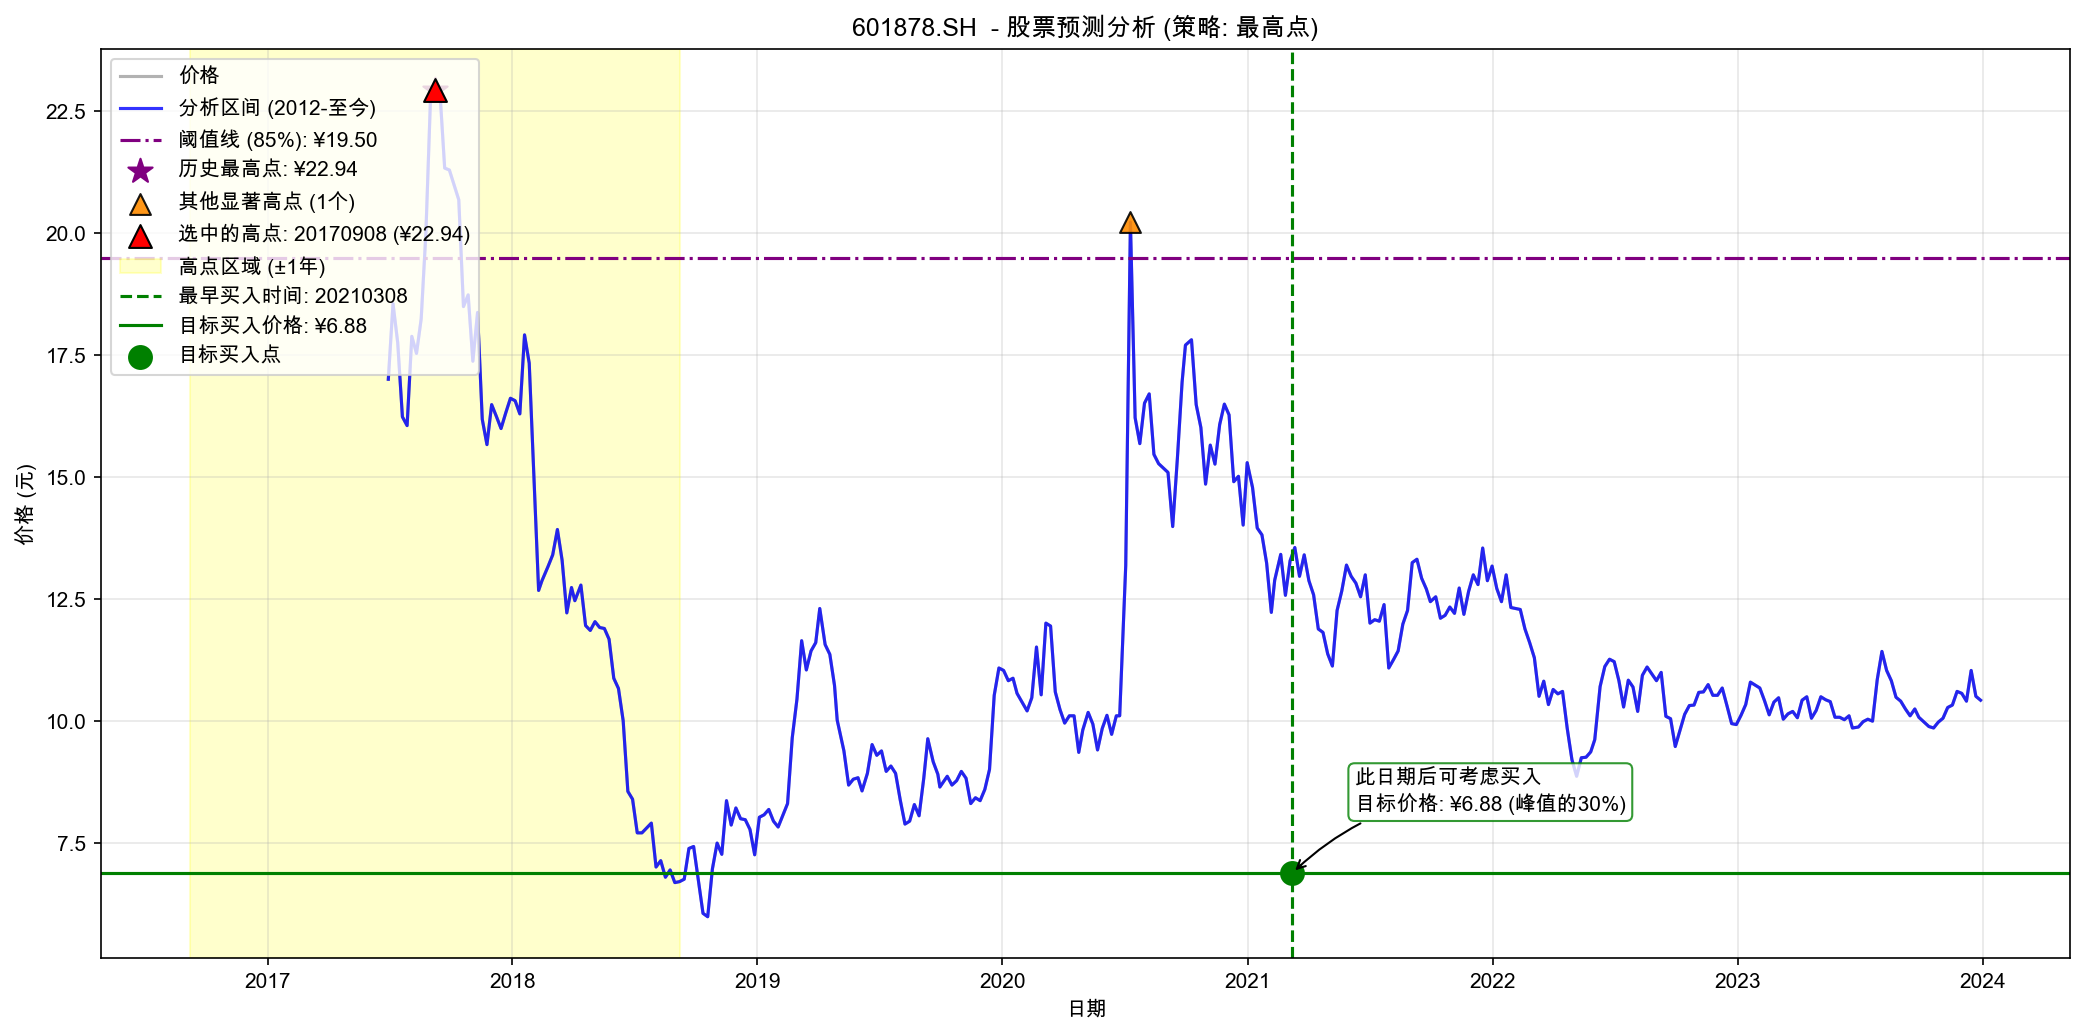 601878.SH - 股票预测分析 (策略: 最高点)
价格
分析区间 (2012-至今)
阈值线 (85%): ¥19.50
历史最高点: ¥22.94
其他显著高点 (1个)
选中的高点: 20170908 (¥22.94)
高点区域 (±1年)
最早买入时间: 20210308
目标买入价格: ¥6.88
目标买入点
价格 (元)
22.5
20.0
17.5
15.0
12.5
10.0
7.5
此日期后可考虑买入
目标价格: ¥6.88 (峰值的30%)
2017
2018
2019
2020
2021
2022
2023
2024
日期